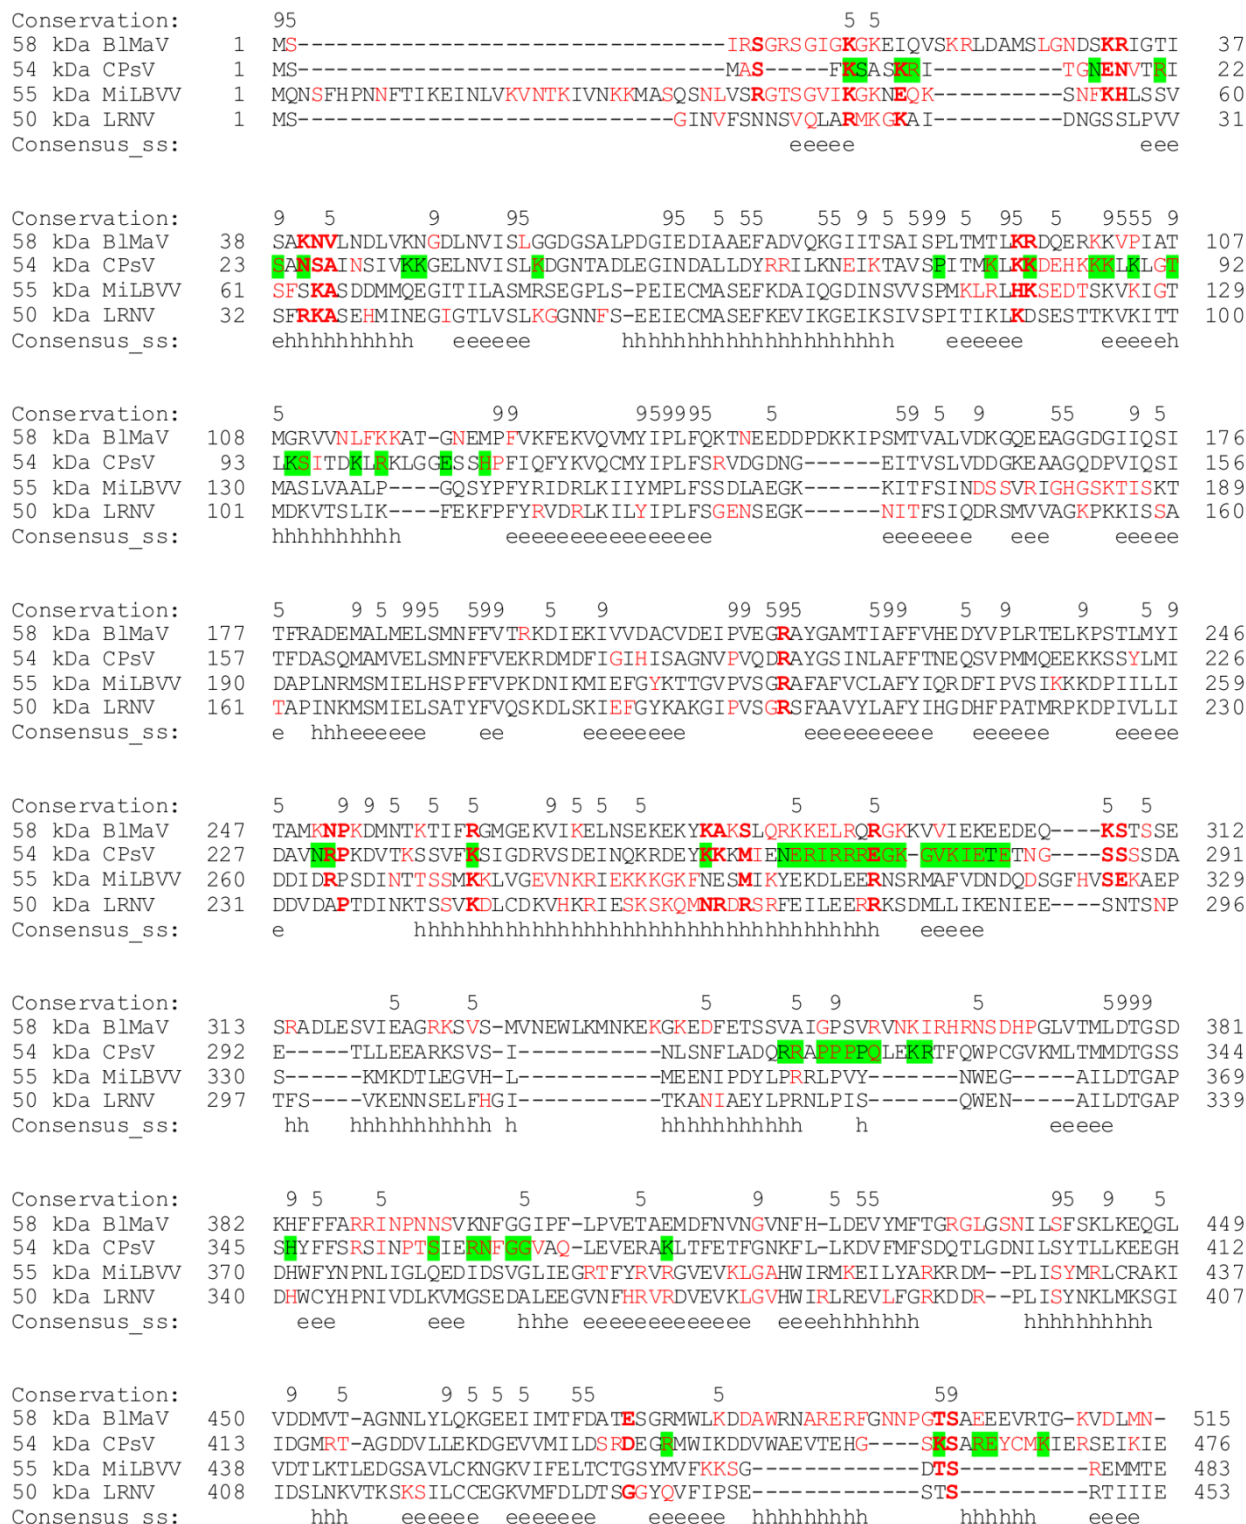 Conservation: 95 5 5
58 kDa BlMaV 1 MS----------------------------------IRSGRSGIGKGKEIQVSKRLDAMSLGNDSKRIGTI 37
54 kDa CPsV 1 MS----------------------------------MAS-----FKSASKRI----------TGNENVTRI 22
55 kDa MiLBVV 1 MQNSFHPNNFTIKEINLVKVNTKIVNKKMASQSNLVSRGTSGVIKGKNEQK---------SNFKHLSSV 60
50 kDa LRNV 1 MS-----------------------------GINVFSNNSVQLARMKGKAI------DNGSSLPVV 31
Consensus_ss: eeeee eee
Conservation: 9 5 9 95 95 5 55 55 9 5 599 5 95 5 9555 9
58 kDa BlMaV 38 SAKNVLNDLVKNGDLNVISLGGDGSALPDGIEDIAAEFADVQKGIITSAISPLTMTLKRDQERKKVPIAT 107
54 kDa CPsV 23 SANSAINSIVKKGELNVISLKDGNTADLEGINDALLDYRRILKNEIKTAVSPITMKLKKDEHKKKLKLGT 92
55 kDa MiLBVV 61 SFSKASDDMMQEGITILASMRSEGPLS-PEIECMASEFKDAIQGDINSVVSPMKLRLHKSEDTSKVKIGT 129
50 kDa LRNV 32 SFRKASEHMINEGIGTLVSLKGGNNFS-EEIECMASEFKEVIKGEIKSIVSPITIKLKDSESTTKVKITT 100
Consensus_ss: ehhhhhhhhhh eeeeee hhhhhhhhhhhhhhhhhhhhh eeeeee eeeeeh
Conservation: 5 99 959995 5 59 5 9 55 9 5
58 kDa BlMaV 108 MGRVVNLFKKAT-GNEMPFVKFEKVQVMYIPLFQKTNEEDDPDKKIPSMTVALVDKGQEEAGGDGIIQSI 176
54 kDa CPsV 93 LKSITDKLRKLGGESSHPFIQFYKVQCMYIPLFSRVDGDNG------EITVSLVDDGKEAAGQDPVIQSI 156
55 kDa MiLBVV 130 MASLVAALP----GQSYPFYRIDRLKIIYMPLFSSDLAEGK------KITFSINDSSVRIGHGSKTISKT 189
50 kDa LRNV 101 MDKVTSLIK----FEKFPFYRVDRLKILYIPLFSGENSEGK------NITFSIQDRSMVVAGKPKKISSA 160
Consensus_ss: hhhhhhhhhh eeeeeeeeeeeeeeee eeeeee eee eeeee
Conservation: 5 9 5 995 599 5 9 99 595 599 5 9 9 5 9
58 kDa BlMaV 177 TFRADEMALMELSMNFFVTRKDIEKIVVDACVDEIPVEGRAYGAMTIAFFVHEDYVPLRTELKPSTLMYI 246
54 kDa CPsV 157 TFDASQMAMVELSMNFFVEKRDMDFIGIHISAGNVPVQDRAYGSINLAFFTNEQSVPMMQEEKKSSYLMI 226
55 kDa MiLBVV 190 DAPLNRMSMIELHSPFFVPKDNIKMIEFGYKTTGVPVSGRAFAFVCLAFYIQRDFIPVSIKKKDPIILLI 259
50 kDa LRNV 161 TAPINKMSMIELSATYFVQSKDLSKIEFGYKAKGIPVSGRSFAAVYLAFYIHGDHFPATMRPKDPIVLLI 230
Consensus_ss: e hhheeeeee ee eeeeeeee eeeeeeeeee eeeee eeeee
Conservation: 5 9 9 5 5 5 9 5 5 5 5 5 5 5
58 kDa BlMaV 247 TAMKNPKDMNTKTIFRGMGEKVIKELNSEKEKYKAKSLQRKKELRQRGKKVVIEKEEDEQ----KSTSSE 312
54 kDa CPsV 227 DAVNRPKDVTKSSVFKSIGDRVSDEINQKRDEYKKKMIENERIRRREGK-GVKIETETNG----SSSSDA 291
55 kDa MiLBVV 260 DDIDRPSDINTTSSMKKLVGEVNKRIEKKKGKFNESMIKYEKDLEERNSRMAFVDNDQDSGFHVSEKAEP 329
50 kDa LRNV 231 DDVDAPTDINKTSSVKDLCDKVHKRIESKSKQMNRDRSRFEILEERRKSDMLLIKENIEE----SNTSNP 296
Consensus_ss: e hhhhhhhhhhhhhhhhhhhhhhhhhhhhhhhhhhhh eeeee
Conservation: 5 5 5 5 9 5 5999
58 kDa BlMaV 313 SRADLESVIEAGRKSVS-MVNEWLKMNKEKGKEDFETSSVAIGPSVRVNKIRHRNSDHPGLVTMLDTGSD 381
54 kDa CPsV 292 E-----TLLEEARKSVS-I-----------NLSNFLADQRRAPPPPQLEKRTFQWPCGVKMLTMMDTGSS 344
55 kDa MiLBVV 330 S------KMKDTLEGVH-L-----------MEENIPDYLPRRLPVY-------NWEG-----AILDTGAP 369
50 kDa LRNV 297 TFS----VKENNSELFHGI-----------TKANIAEYLPRNLPIS-------QWEN-----AILDTGAP 339
Consensus_ss: hh hhhhhhhhhhh h hhhhhhhhhhh h eeeee
Conservation: 9 5 5 5 5 9 5 55 95 9 5
58 kDa BlMaV 382 KHFFFARRINPNNSVKNFGGIPF-LPVETAEMDFNVNGVNFH-LDEVYMFTGRGLGSNILSFSKLKEQGL 449
54 kDa CPsV 345 SHYFFSRSINPTSIERNFGGVAQ-LEVERAKLTFETFGNKFL-LKDVFMFSDQTLGDNILSYTLLKEEGH 412
55 kDa MiLBVV 370 DHWFYNPNLIGLQEDIDSVGLIEGRTFYRVRGVEVKLGAHWIRMKEILYARKRDM--PLISYMRLCRAKI 437
50 kDa LRNV 340 DHWCYHPNIVDLKVMGSEDALEEGVNFHRVRDVEVKLGVHWIRLREVLFGRKDDR--PLISYNKLMKSGI 407
Consensus_ss: eee eee hhhe eeeeeeeeeeeee eeeehhhhhhh hhhhhhhhhh
Conservation: 9 5 9 5 5 5 55 5 59
58 kDa BlMaV 450 VDDMVT-AGNNLYLQKGEEIIMTFDATESGRMWLKDDAWRNARERFGNNPGTSAEEEVRTG-KVDLMN- 515
54 kDa CPsV 413 IDGMRT-AGDDVLLEKDGEVVMILDSRDEGRMWIKDDVWAEVTEHG-----SKSAREYCMKIERSEIKIE 476
55 kDa MiLBVV 438 VDTLKTLEDGSAVLCKNGKVIFELTCTGSYMVFKKSG------------DTS----------REMMTE 483
50 kDa LRNV 408 IDSLNKVTKSKSILCCEGKVMFDLDTSGGYQVFIPSE------------STS----------RTIIIE 453
Consensus_ss: hhh eeeeee eeeeee eeeeee hhhhhhhhh hhhhhh eeee